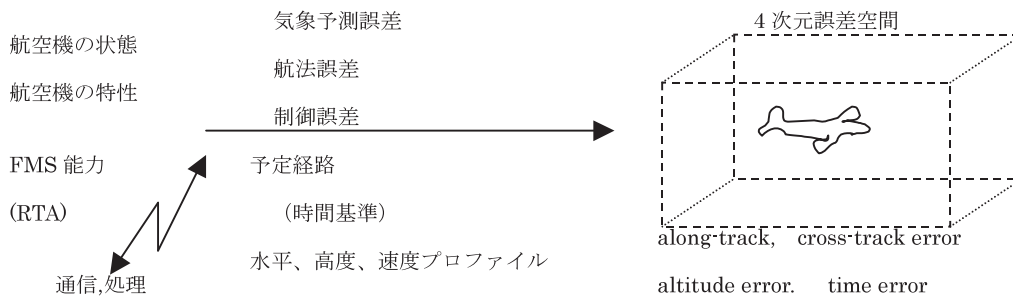 航空機の状態
航空機の特性
FMS 能力
(RTA)
通信,処理
気象予測誤差
航法誤差
制御誤差
予定経路
（時間基準）
水平、高度、速度プロファイル
4 次元誤差空間
along-track, cross-track error
altitude error. time error